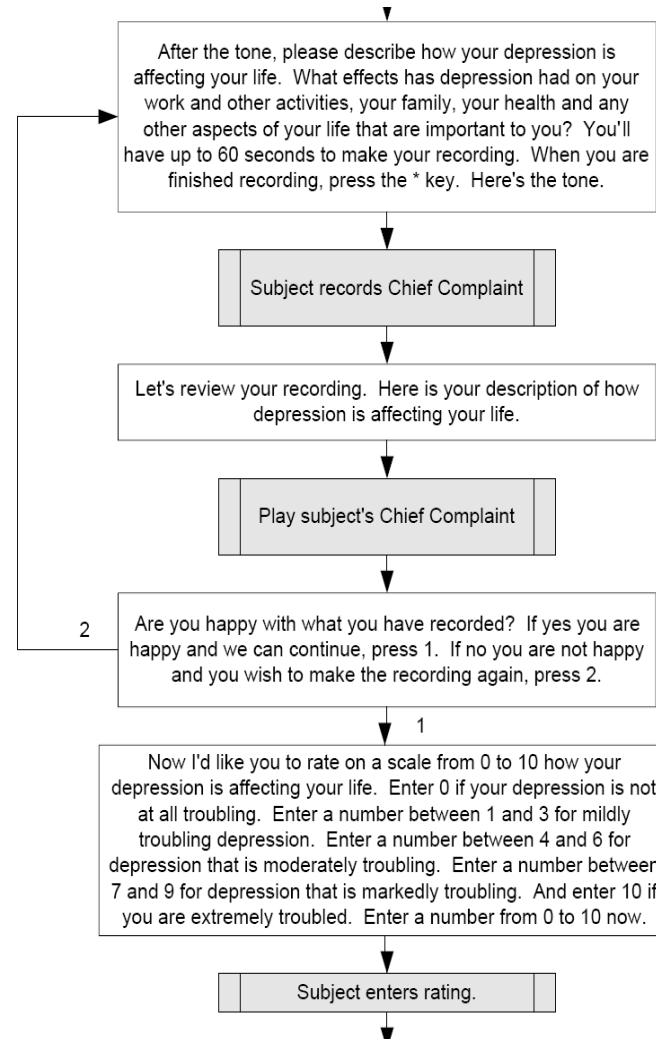 After the tone, please describe how your depression is
affecting your life.  What effects has depression had on your
work and other activities, your family, your health and any
other aspects of your life that are important to you?  You'll
have up to 60 seconds to make your recording.  When you are
finished recording, press the * key.  Here's the tone.
Subject records Chief Complaint
Let's review your recording.  Here is your description of how
depression is affecting your life.
Play subject's Chief Complaint
2
Are you happy with what you have recorded?  If yes you are
happy and we can continue, press 1.  If no you are not happy
and you wish to make the recording again, press 2.
1
Now I'd like you to rate on a scale from 0 to 10 how your
depression is affecting your life.  Enter 0 if your depression is not
at all troubling.  Enter a number between 1 and 3 for mildly
troubling depression.  Enter a number between 4 and 6 for
depression that is moderately troubling.  Enter a number between
7 and 9 for depression that is markedly troubling.  And enter 10 if
you are extremely troubled.  Enter a number from 0 to 10 now.
Subject enters rating.